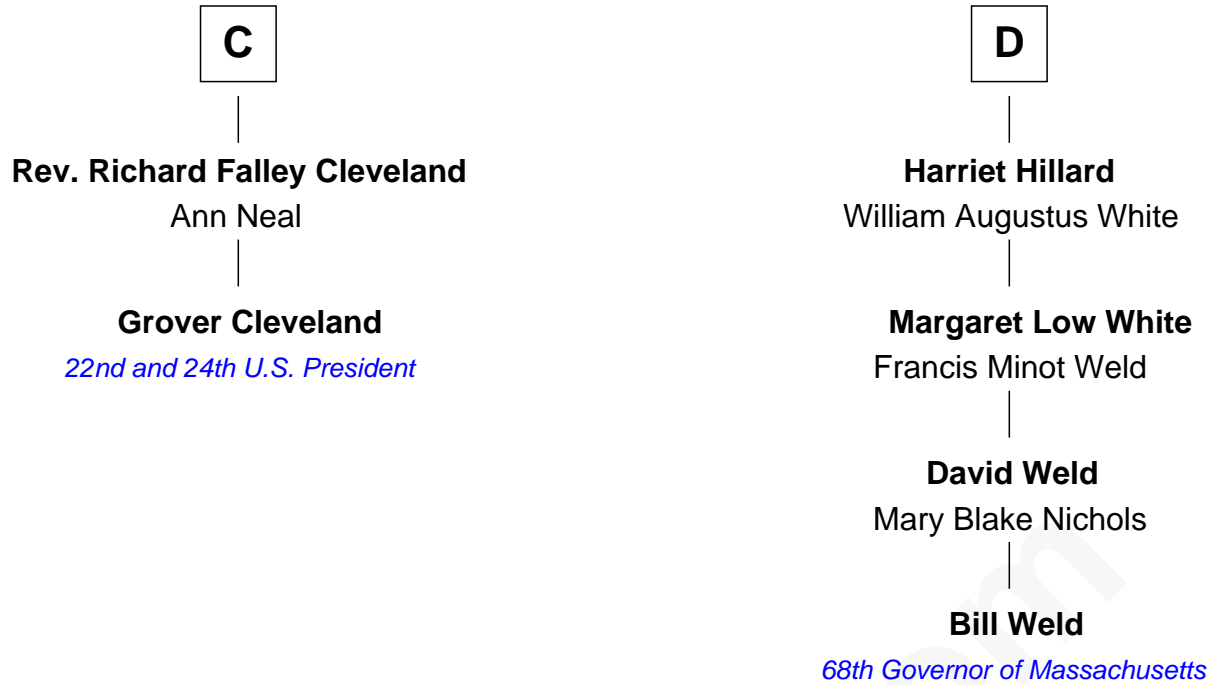 C
Rev. Richard Falley Cleveland
Ann Neal
Grover Cleveland
22nd and 24th U.S. President
D
Harriet Hillard
William Augustus White
Margaret Low White
Francis Minot Weld
David Weld
Mary Blake Nichols
Bill Weld
68th Governor of Massachusetts